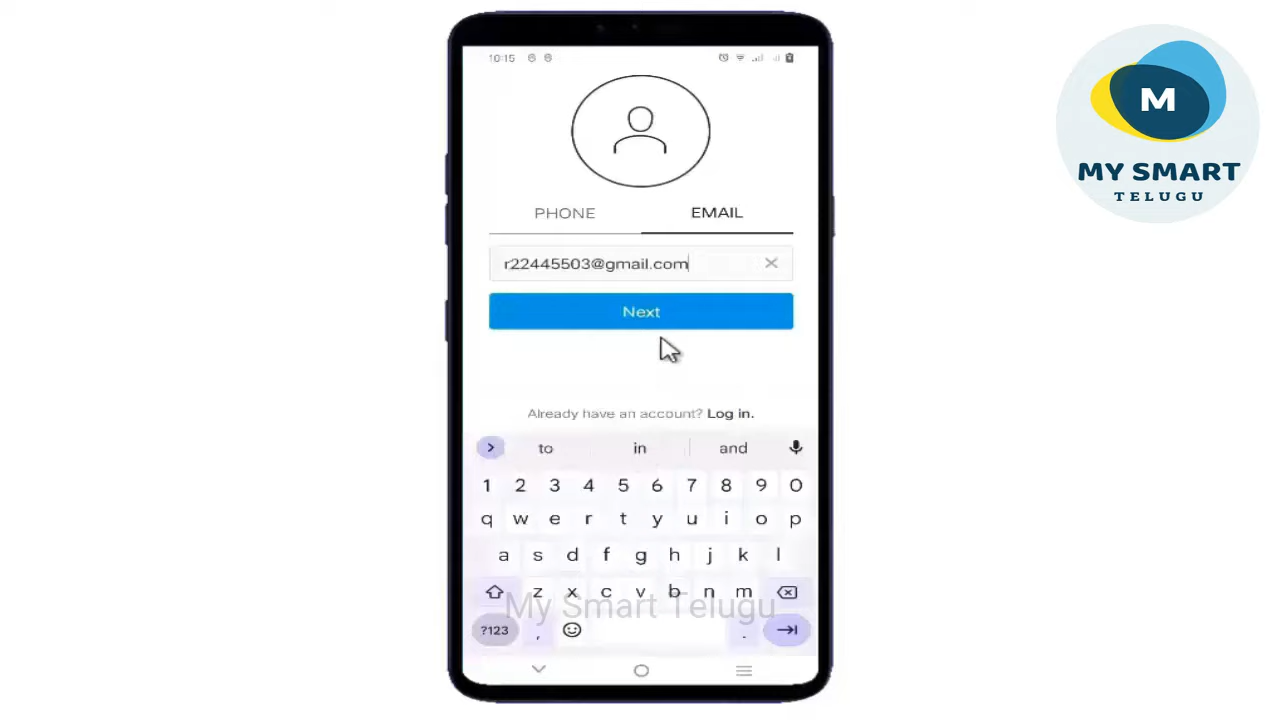 10:15
M
MY SMART
TELUGU
PHONE EMAIL
r22445503@gmail.com
Next
Already have an account? Log in.
to in and
1 2 3 4 5 6 7 8 9 0
q w e r t y u i o p
a s d f g h j k l
z x c v b n m
My Smart Telugu
?123 , .